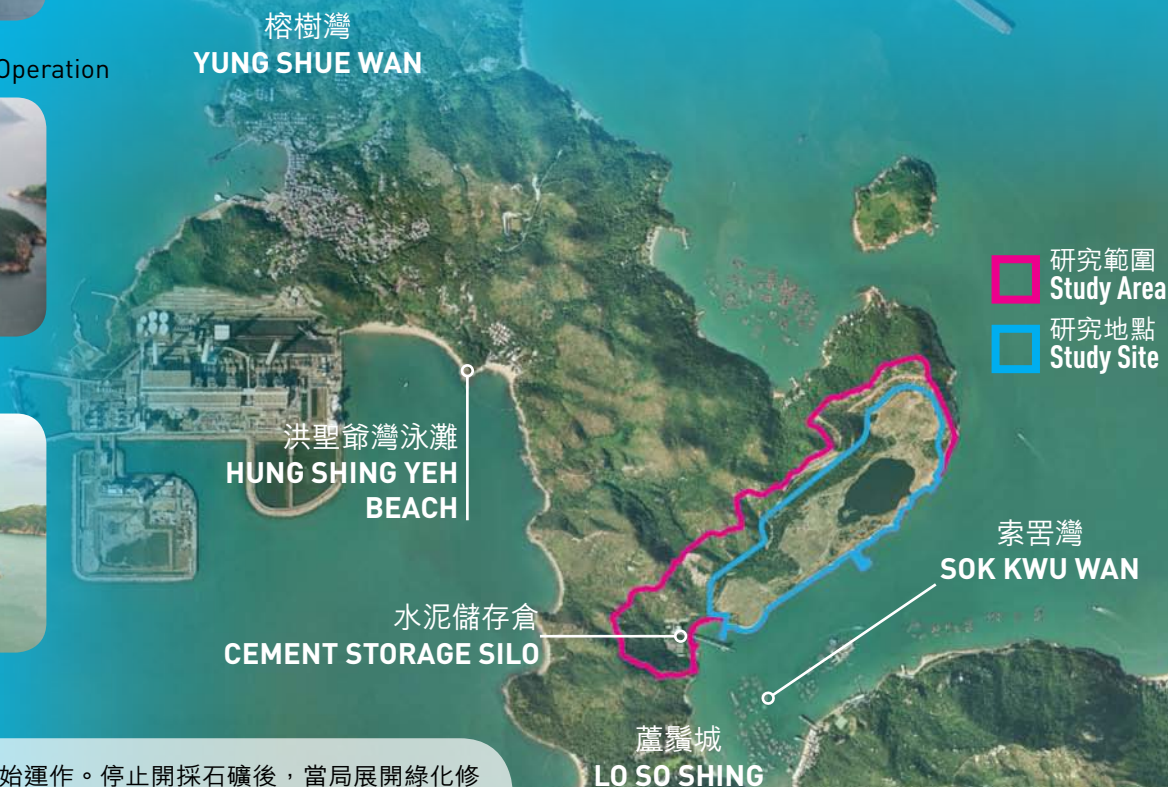 榕樹灣
YUNG SHUE WAN
Operation
研究範圍
Study Area
研究地點
Study Site
洪聖爺灣泳灘
HUNG SHING YEH
BEACH
索罟灣
SOK KWU WAN
水泥儲存倉
CEMENT STORAGE SILO
蘆鬚城
LO SO SHING
始運作。停止開採石礦後，當局展開綠化修